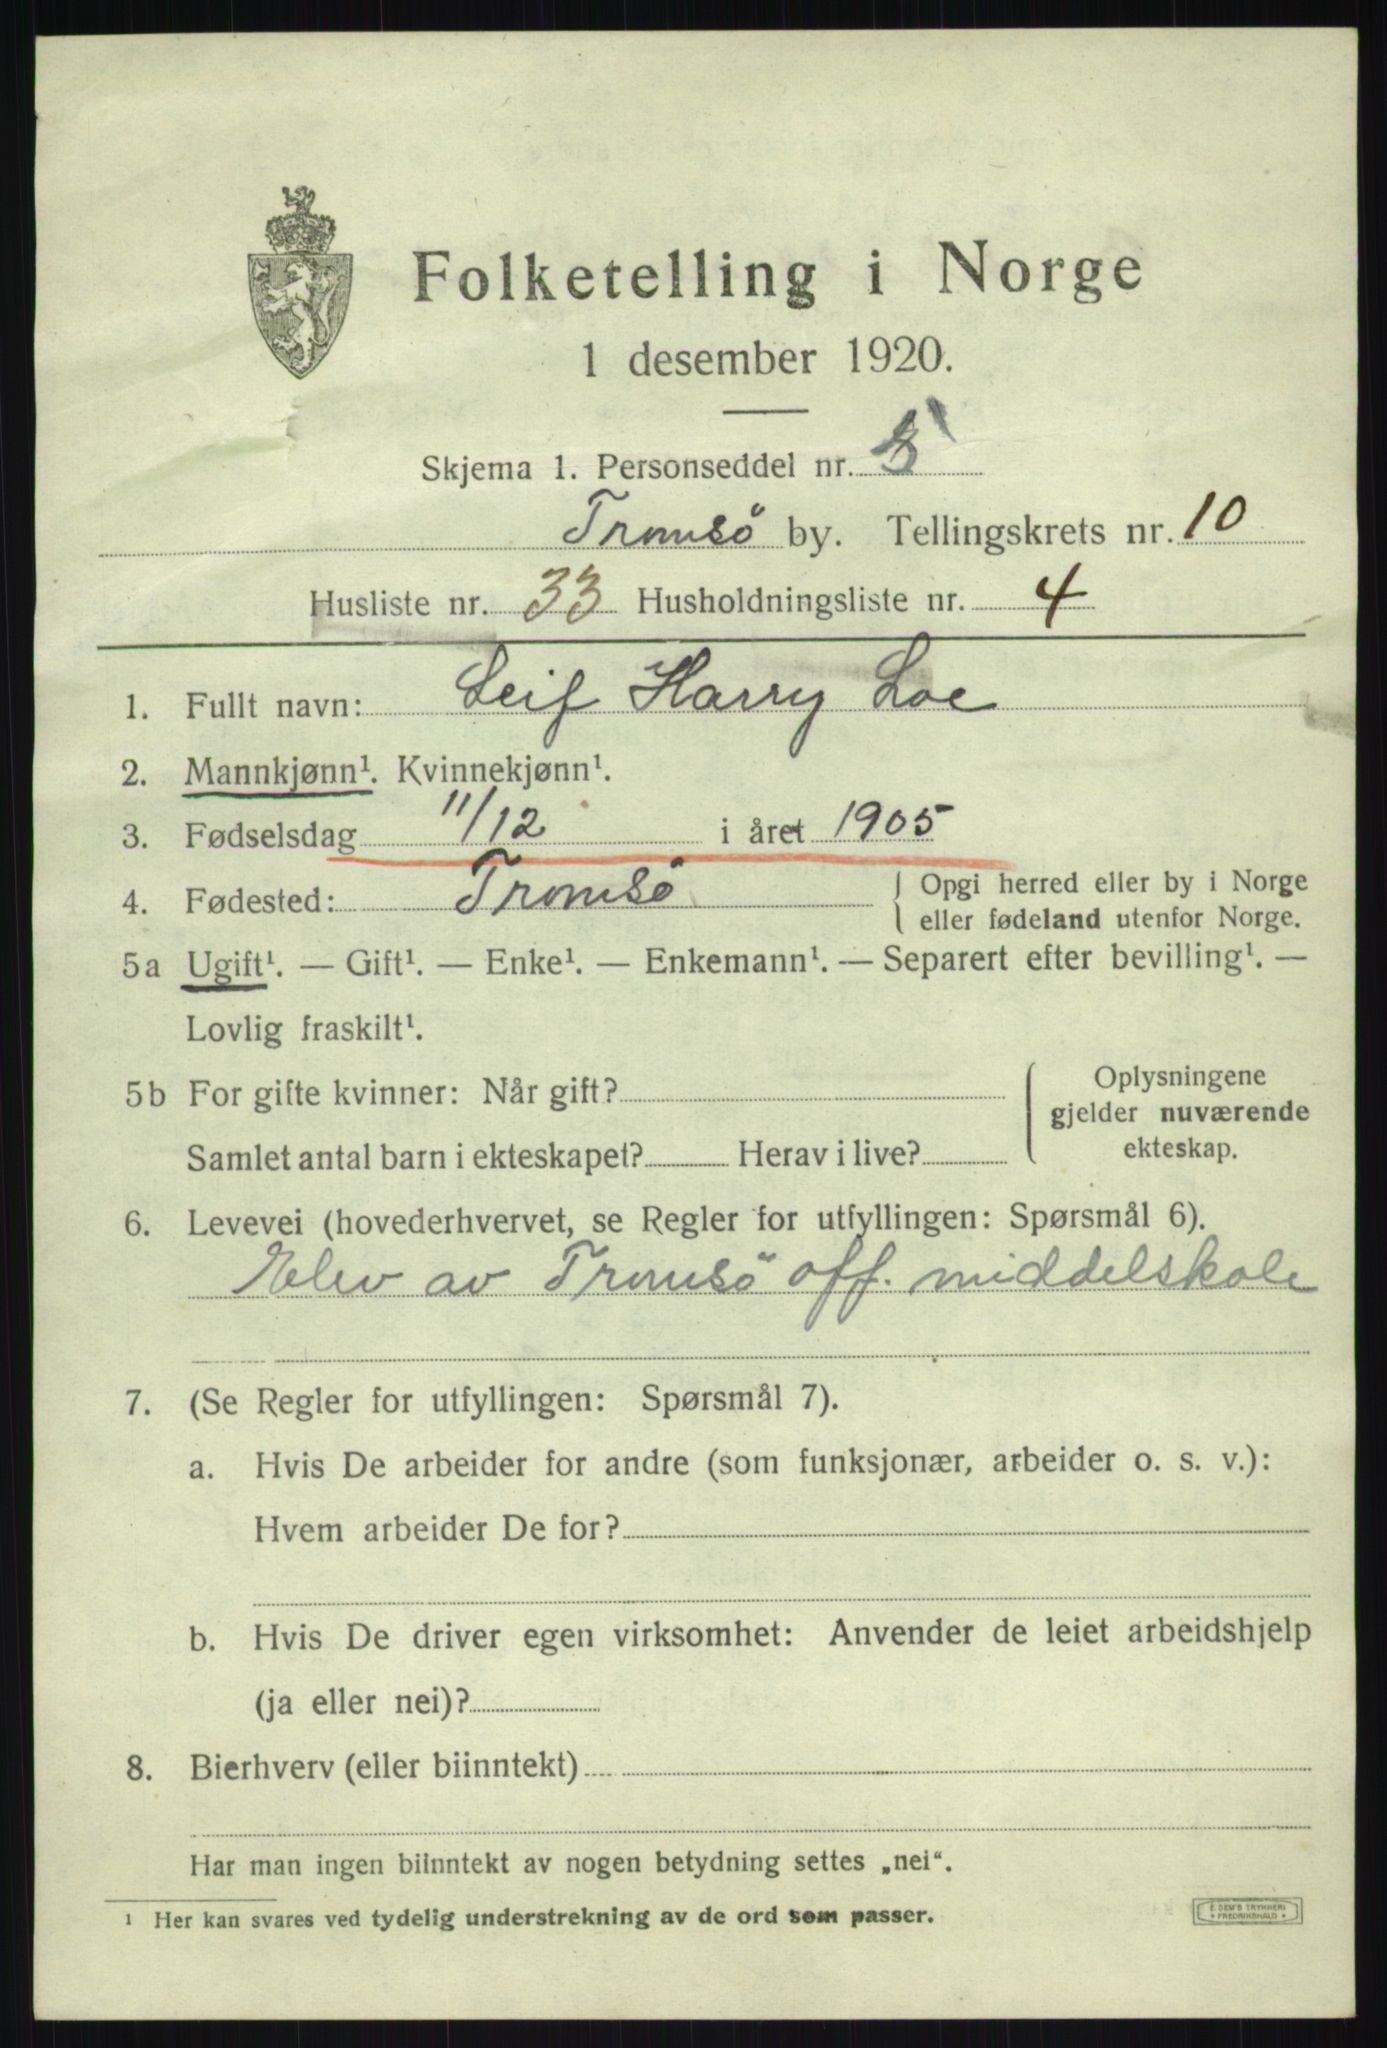 Folketelling i Norge
1 desember 1920.
Skjema 1. Personseddel nr.
Tromsö by. Tellingskrets nr. 10
Husliste nr. 33 Husholdningsliste nr. 4
1. Fullt navn: Leif Harry Loe
2. Mannkjønn¹. Kvinnekjønn¹.
3. Fødselsdag 11/12 i året 1905
4. Fødested: Tromsö { Opgi herred eller by i Norge
eller fødeland utenfor Norge.
5a Ugift¹. — Gift¹. — Enke¹. — Enkemann¹. — Separert efter bevilling¹. —
Lovlig fraskilt¹.
5b For gifte kvinner: Når gift?
Samlet antal barn i ekteskapet? Herav i live?
{ Oplysningene
gjelder nuværende
ekteskap.
6. Levevei (hovederhvervet, se Regler for utfyllingen: Spørsmål 6).
Elev av Tromsö off. middelskole
7. (Se Regler for utfyllingen: Spørsmål 7).
a. Hvis De arbeider for andre (som funksjonær, arbeider o. s. v.):
Hvem arbeider De for?
b. Hvis De driver egen virksomhet: Anvender de leiet arbeidshjelp
(ja eller nei)?
8. Bierhverv (eller biinntekt)
Har man ingen biinntekt av nogen betydning settes „nei“.
¹ Her kan svares ved tydelig understrekning av de ord som passer.
E. SEM'S TRYKKERI
• FREDRIKSHALD •